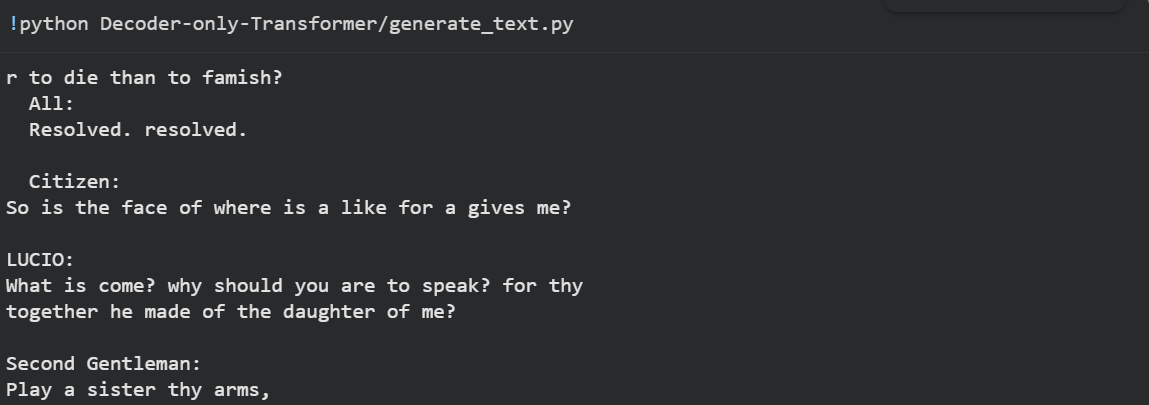 !python Decoder-only-Transformer/generate_text.py
r to die than to famish?
All:
Resolved. resolved.
Citizen:
So is the face of where is a like for a gives me?
LUCIO:
What is come? why should you are to speak? for thy
together he made of the daughter of me?
Second Gentleman:
Play a sister thy arms,